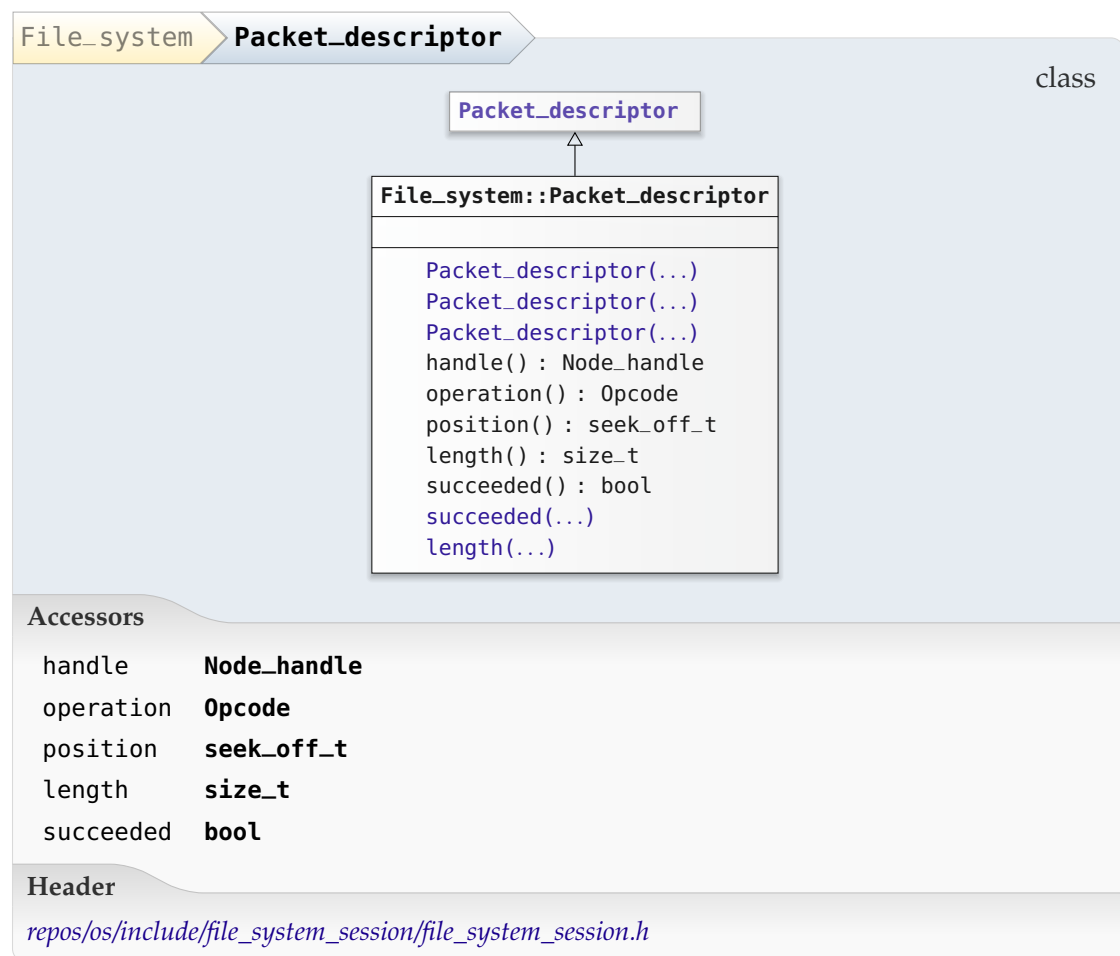 File_system Packet_descriptor
class
Packet_descriptor
File_system::Packet_descriptor
Packet_descriptor(...)
Packet_descriptor(...)
Packet_descriptor(...)
handle() : Node_handle
operation() : Opcode
position() : seek_off_t
length() : size_t
succeeded() : bool
succeeded(...)
length(...)
Accessors
handle Node_handle
operation Opcode
position seek_off_t
length size_t
succeeded bool
Header
repos/os/include/file_system_session/file_system_session.h